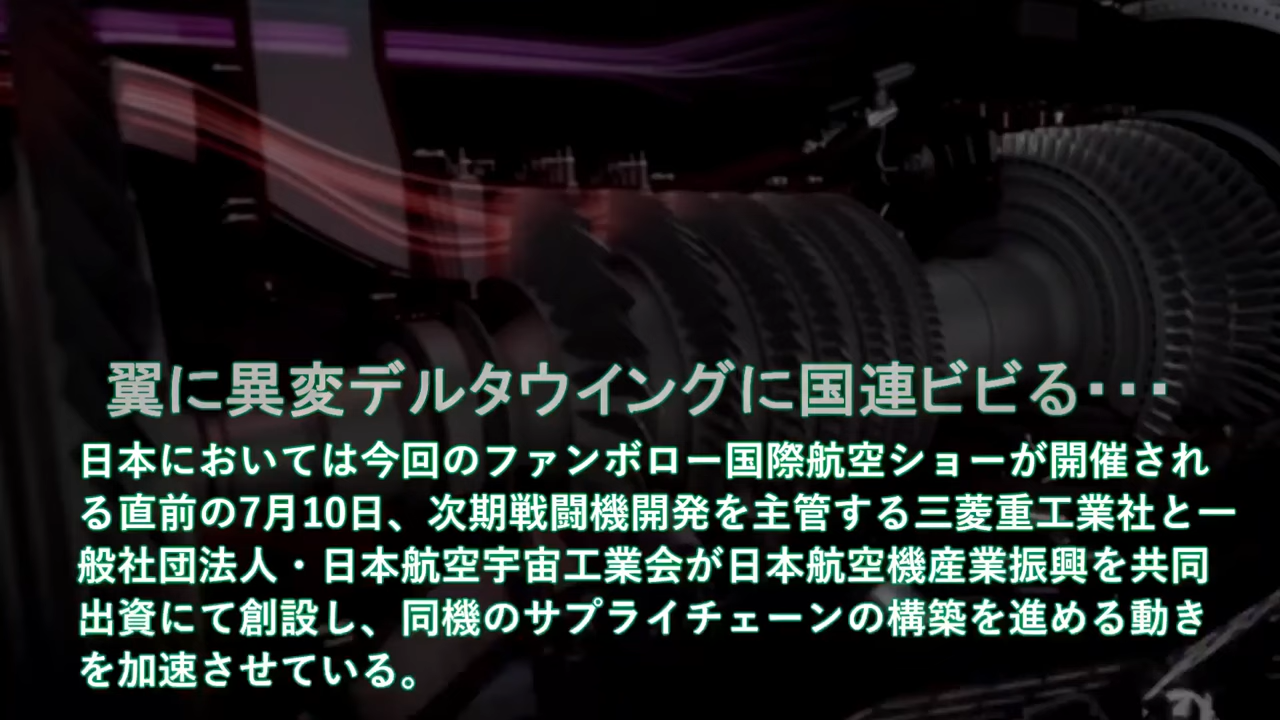 翼に異変デルタウイングに国連ビビる･･･
日本においては今回のファンボロー国際航空ショーが開催され
る直前の7月10日、次期戦闘機開発を主管する三菱重工業社と一
般社団法人・日本航空宇宙工業会が日本航空機産業振興を共同
出資にて創設し、同機のサプライチェーンの構築を進める動き
を加速させている。